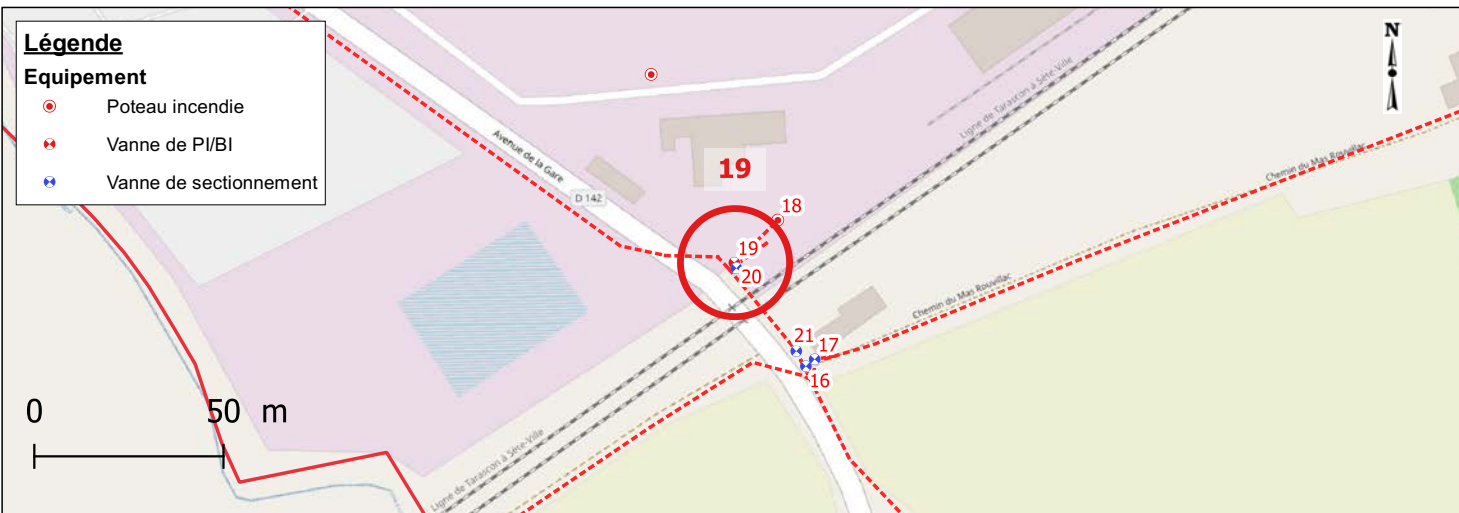 Légende
Equipement
Poteau incendie
Vanne de PI/BI
Vanne de sectionnement
N
Ligne de Tarascon à Sète-Ville
Avenue de la Gare
D 142
19
Chemin du Mas Rouvillac
18
19
20
Chemin du Mas Rouvillac
21
17
16
0 50 m
Ligne de Tarascon à Sète-Ville